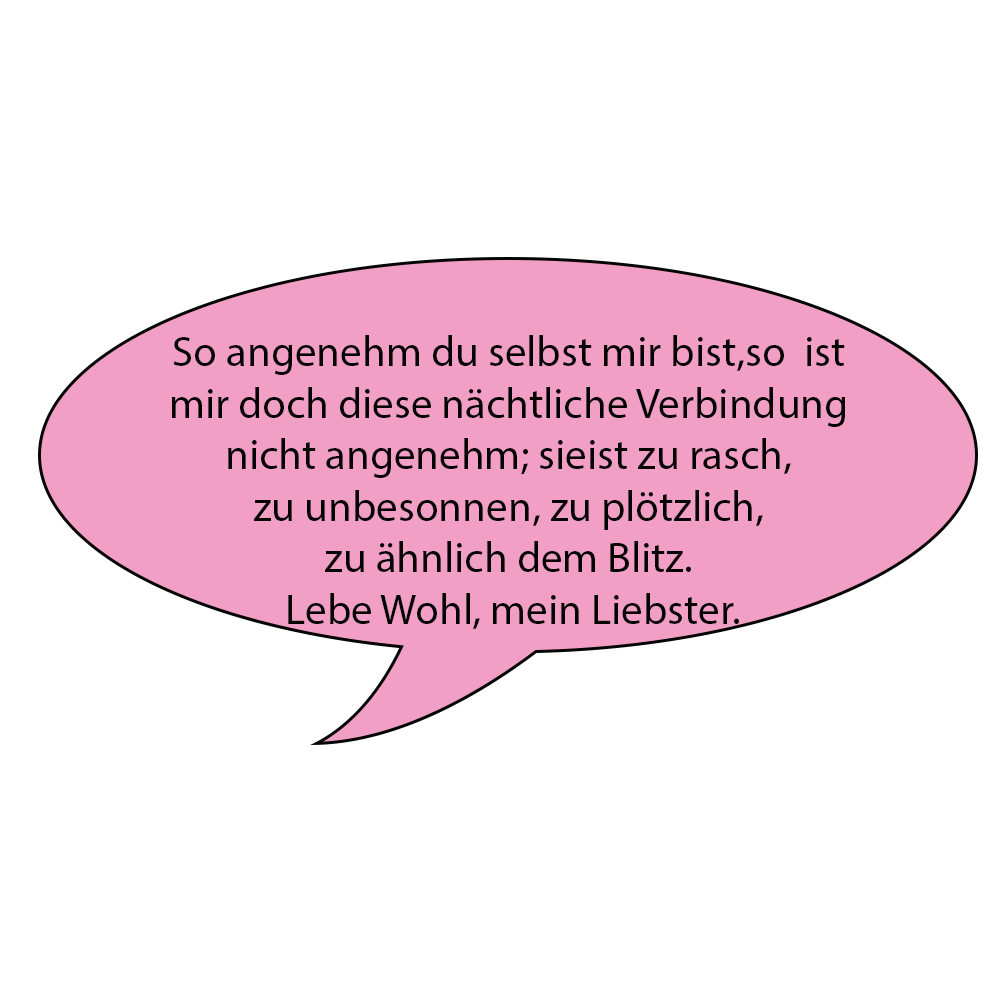 So angenehm du selbst mir bist,so  ist
mir doch diese nächtliche Verbindung
nicht angenehm; sieist zu rasch,
zu unbesonnen, zu plötzlich,
zu ähnlich dem Blitz.
Lebe Wohl, mein Liebster.